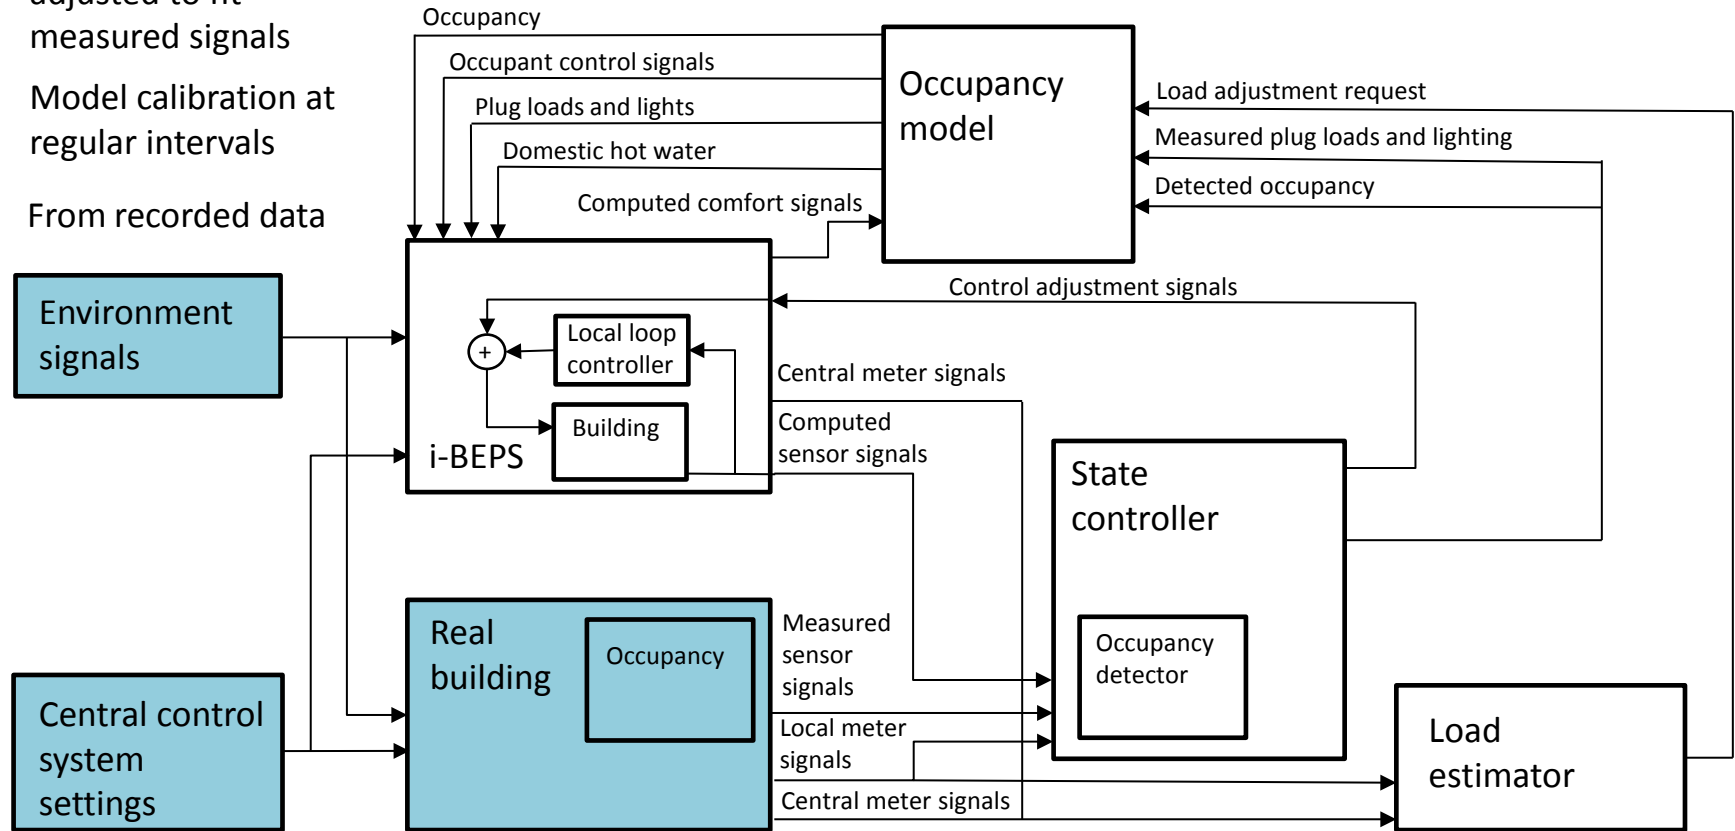 adjusted to fit
measured signals
Model calibration at
regular intervals
From recorded data
Occupancy
Occupant control signals
Plug loads and lights
Domestic hot water
Computed comfort signals
Occupancy
model
Load adjustment request
Measured plug loads and lighting
Detected occupancy
Environment
signals
Control adjustment signals
+
Local loop
controller
Building
i-BEPS
Central meter signals
Computed
sensor signals
State
controller
Occupancy
detector
Real
building
Occupancy
Measured
sensor
signals
Local meter
signals
Central meter signals
Central control
system
settings
Load
estimator